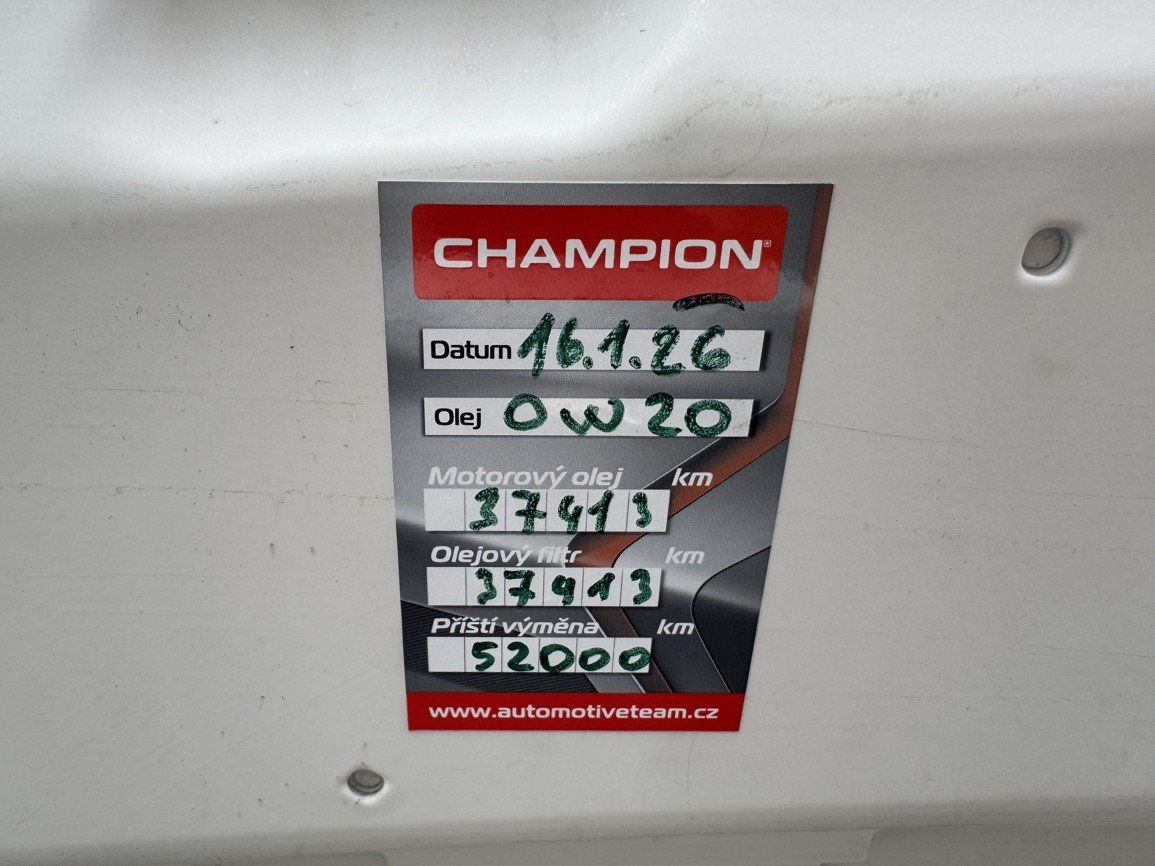 CHAMPION®
Datum 16.1.26
Olej 0W20
Motorový olej km
37413
Olejový filtr km
37413
Příští výměna km
52000
www.automotiveteam.cz